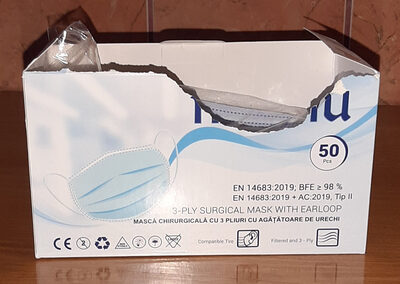 50
Pcs
EN 14683:2019; BFE ≥ 98 %
EN 14683:2019 + AC:2019, Tip II
3-PLY SURGICAL MASK WITH EARLOOP
MASCĂ CHIRURGICALĂ CU 3 PLIURI CU AGĂȚĂTOARE DE URECHI
CE
Filtered and 3 - Ply